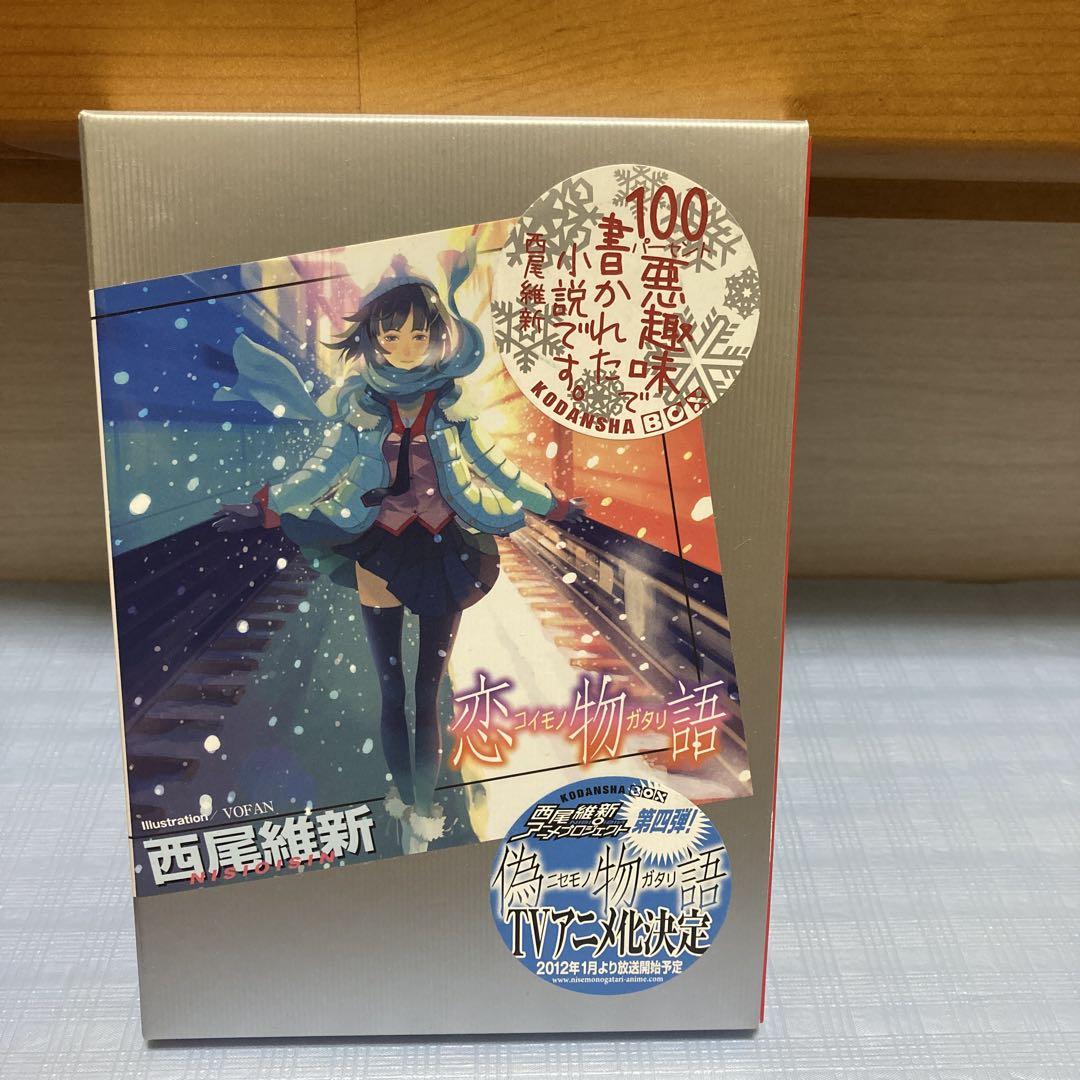 100
パーセント
悪趣味で
書かれた
小説です。
西尾維新
KODANSHA BOX
恋物語
コイモノガタリ
Illustration / VOFAN
西尾維新
NISIOISIN
KODANSHA BOX
西尾維新
アニメプロジェクト
第四弾!
偽物語
ニセモノガタリ
TVアニメ化決定
2012年1月より放送開始予定
www.nisemonogatari-anime.com